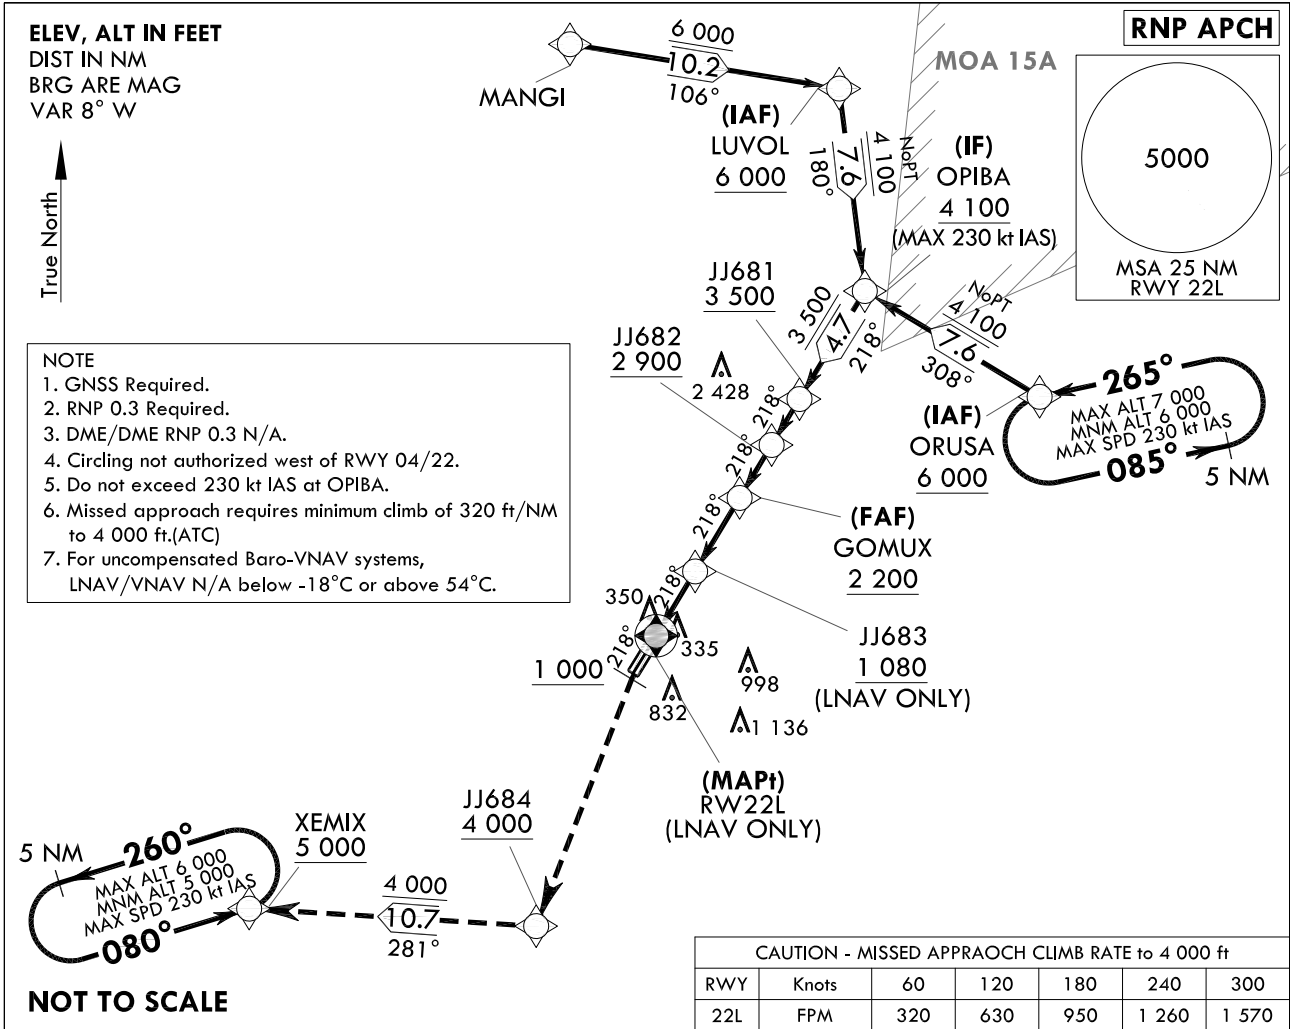 ELEV, ALT IN FEET
DIST IN NM
BRG ARE MAG
VAR 8° W
True North
RNP APCH
5000
MSA 25 NM
RWY 22L
MOA 15A
MANGI
6 000
10.2
106°
(IAF)
LUVOL
6 000
4 100
7.6
180°
NoPT
(IF)
OPIBA
4 100
(MAX 230 kt IAS)
NoPT
4 100
7.6
308°
(IAF)
ORUSA
6 000
265°
MAX ALT 7 000
MNM ALT 6 000
MAX SPD 230 kt IAS
085°
5 NM
JJ681
3 500
3 500
4.7
218°
JJ682
2 900
2 428
218°
218°
218°
218°
218°
(FAF)
GOMUX
2 200
JJ683
1 080
(LNAV ONLY)
350
335
998
832
1 136
1 000
(MAPt)
RW22L
(LNAV ONLY)
NOTE
1. GNSS Required.
2. RNP 0.3 Required.
3. DME/DME RNP 0.3 N/A.
4. Circling not authorized west of RWY 04/22.
5. Do not exceed 230 kt IAS at OPIBA.
6. Missed approach requires minimum climb of 320 ft/NM
to 4 000 ft.(ATC)
7. For uncompensated Baro-VNAV systems,
LNAV/VNAV N/A below -18°C or above 54°C.
JJ684
4 000
XEMIX
5 000
4 000
10.7
281°
5 NM
260°
MAX ALT 6 000
MNM ALT 5 000
MAX SPD 230 kt IAS
080°
NOT TO SCALE
CAUTION - MISSED APPRAOCH CLIMB RATE to 4 000 ft
RWY Knots 60 120 180 240 300
22L FPM 320 630 950 1 260 1 570